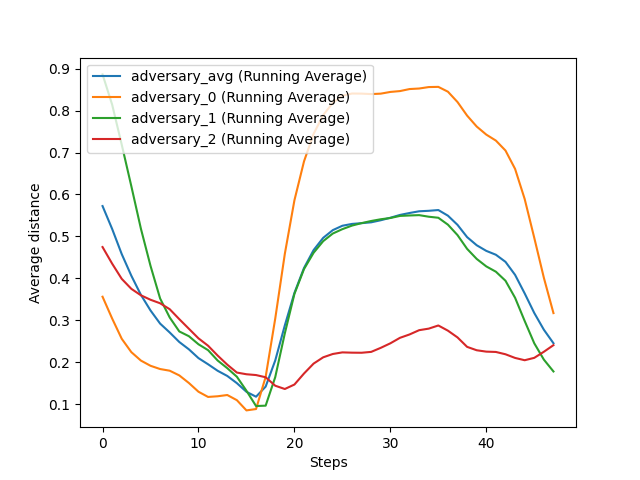 0.9
0.8
0.7
0.6
0.5
0.4
0.3
0.2
0.1
Average distance
adversary_avg (Running Average)
adversary_0 (Running Average)
adversary_1 (Running Average)
adversary_2 (Running Average)
0 10 20 30 40
Steps